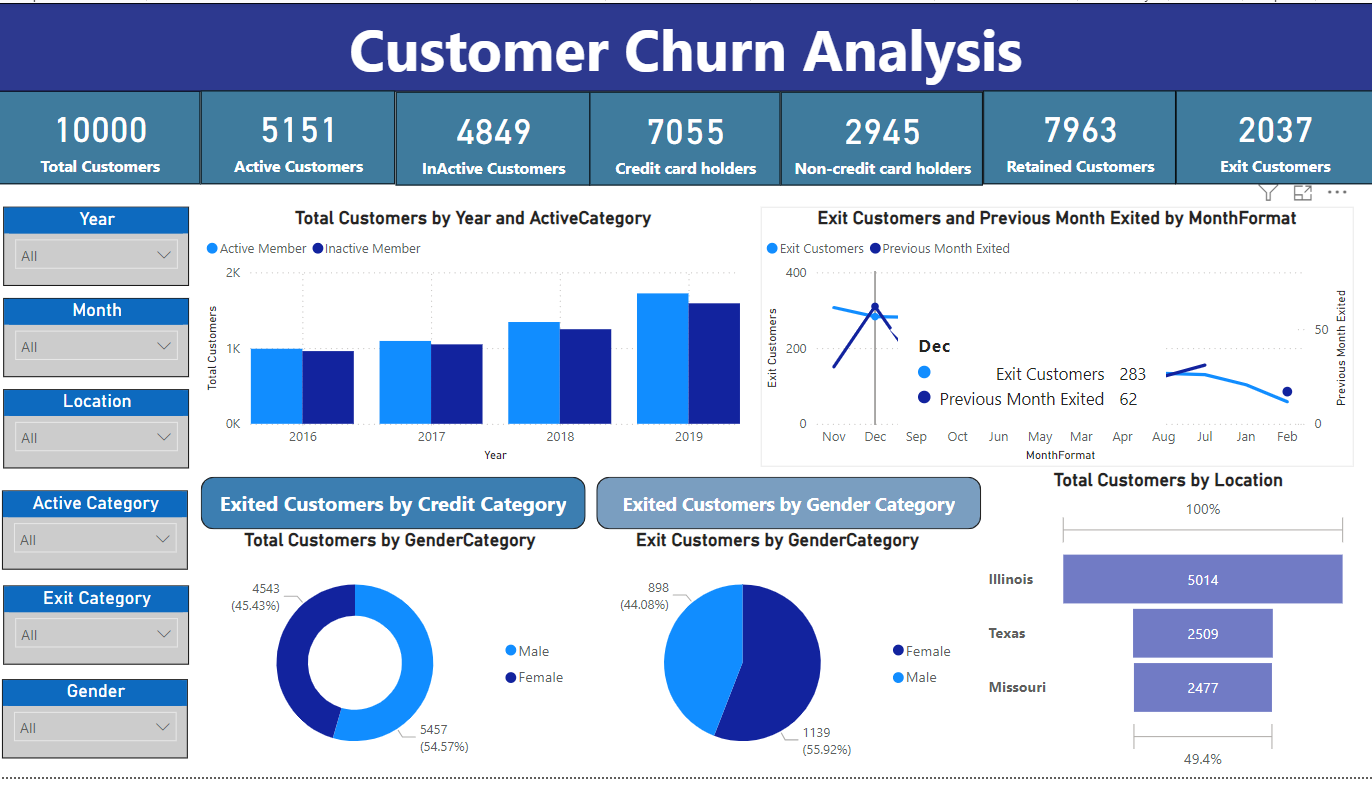 Customer Churn Analysis
10000
Total Customers
5151
Active Customers
4849
InActive Customers
7055
Credit card holders
2945
Non-credit card holders
7963
Retained Customers
2037
Exit Customers
Year
All
Month
All
Location
All
Active Category
All
Exit Category
All
Gender
All
Total Customers by Year and ActiveCategory
Active Member Inactive Member
Total Customers
2K
1K
0K
2016 2017 2018 2019
Year
Exit Customers and Previous Month Exited by MonthFormat
Exit Customers Previous Month Exited
Exit Customers
400
200
0
Dec
Exit Customers 283
Previous Month Exited 62
50
0
Previous Month Exited
Nov Dec Sep Oct Jun May Mar Apr Aug Jul Jan Feb
MonthFormat
Exited Customers by Credit Category
Exited Customers by Gender Category
Total Customers by GenderCategory
4543
(45.43%)
5457
(54.57%)
Male
Female
Exit Customers by GenderCategory
898
(44.08%)
1139
(55.92%)
Female
Male
Total Customers by Location
100%
Illinois 5014
Texas 2509
Missouri 2477
49.4%